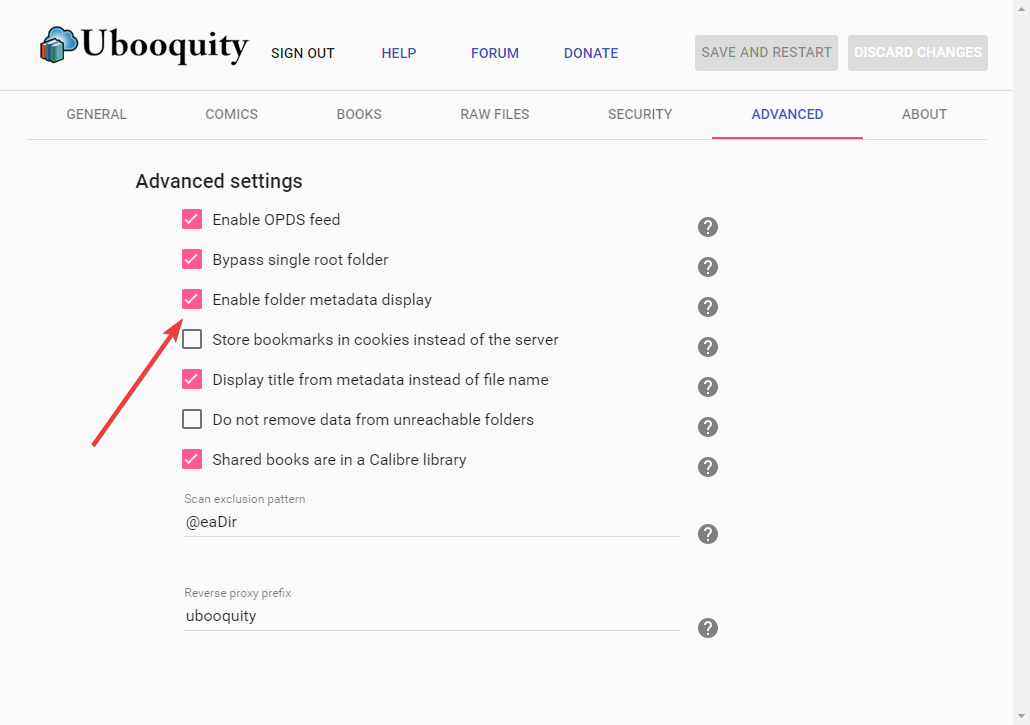 Ubooquity SIGN OUT HELP FORUM DONATE SAVE AND RESTART DISCARD CHANGES
GENERAL COMICS BOOKS RAW FILES SECURITY ADVANCED ABOUT
Advanced settings
Enable OPDS feed ?
Bypass single root folder ?
Enable folder metadata display ?
Store bookmarks in cookies instead of the server ?
Display title from metadata instead of file name ?
Do not remove data from unreachable folders ?
Shared books are in a Calibre library ?
Scan exclusion pattern
@eaDir ?
Reverse proxy prefix
ubooquity ?